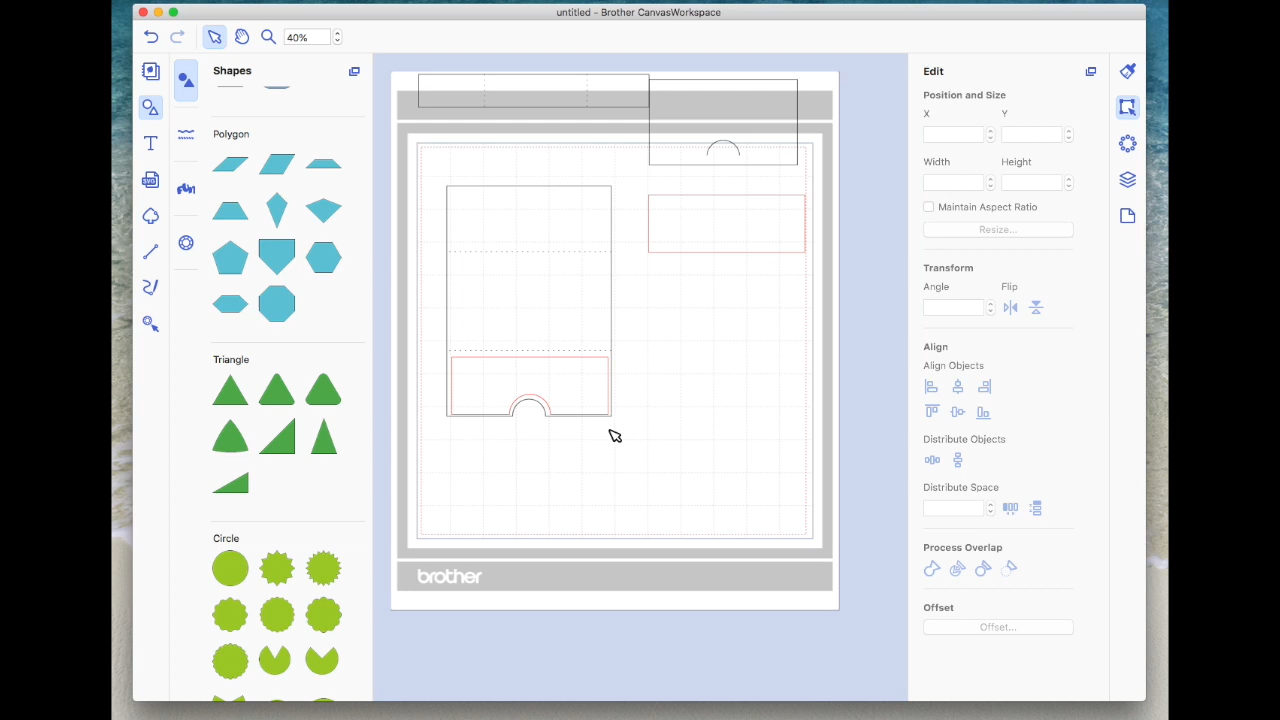 untitled - Brother CanvasWorkspace
40%
Shapes
Polygon
Triangle
Circle
T
SVG
brother
Edit
Position and Size
X Y
Width Height
Maintain Aspect Ratio
Resize...
Transform
Angle Flip
Align
Align Objects
Distribute Objects
Distribute Space
Process Overlap
Offset
Offset...